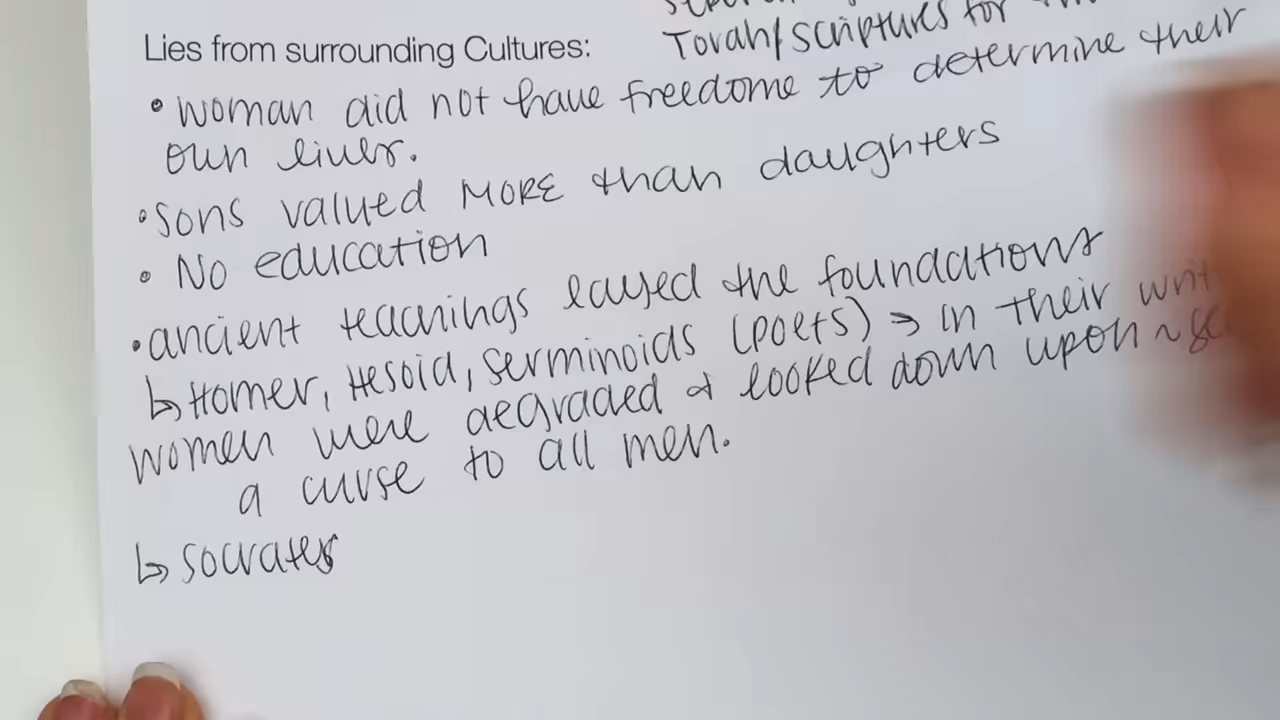 Torah/scriptures for
Lies from surrounding Cultures:
• woman did not have freedome to determine their
own lives.
• Sons valued MORE than daughters
• No education
• ancient teachings layed the foundations
↳ Homer, Hesoid, Serminoids (poets) → in their
women were degraded & looked down upon ~
a curse to all men.
↳ Socrates